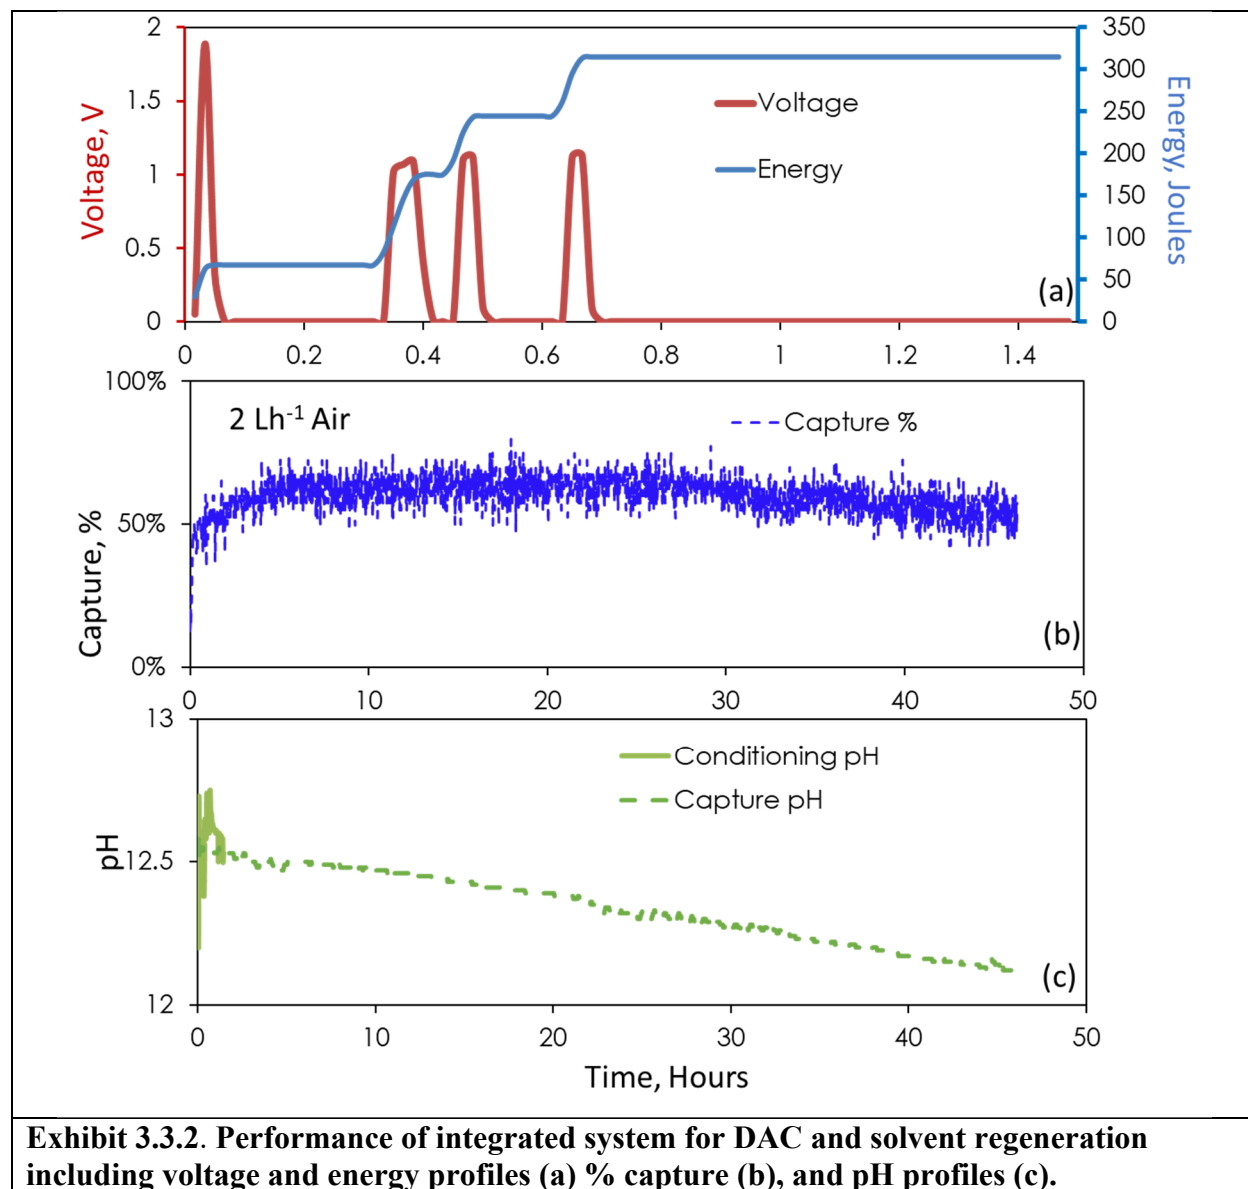 2
1.5
1
0.5
0
Voltage, V
350
300
250
200
150
100
50
0
Energy, Joules
Voltage
Energy
(a)
0 0.2 0.4 0.6 0.8 1 1.2 1.4
100%
50%
0%
Capture, %
2 Lh-1 Air
Capture %
(b)
0 10 20 30 40 50
13
12.5
12
pH
Conditioning pH
Capture pH
(c)
0 10 20 30 40 50
Time, Hours
Exhibit 3.3.2. Performance of integrated system for DAC and solvent regeneration
including voltage and energy profiles (a) % capture (b), and pH profiles (c).